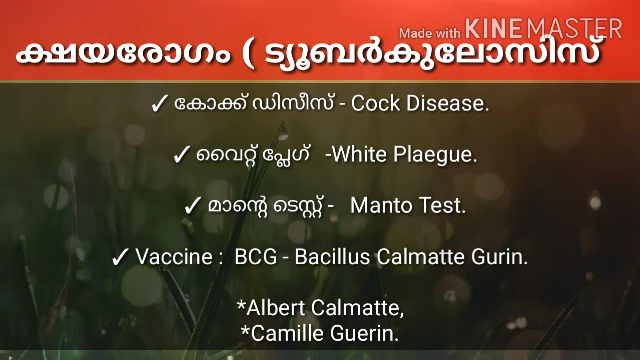 Made with KINEMASTER
ക്ഷയരോഗം ( ട്യൂബർകുലോസിസ്
✓ കോക്ക് ഡിസീസ് - Cock Disease.
✓ വൈറ്റ് പ്ലേഗ് -White Plaegue.
✓ മാന്റെ ടെസ്റ്റ് - Manto Test.
✓ Vaccine : BCG - Bacillus Calmatte Gurin.
*Albert Calmatte,
*Camille Guerin.